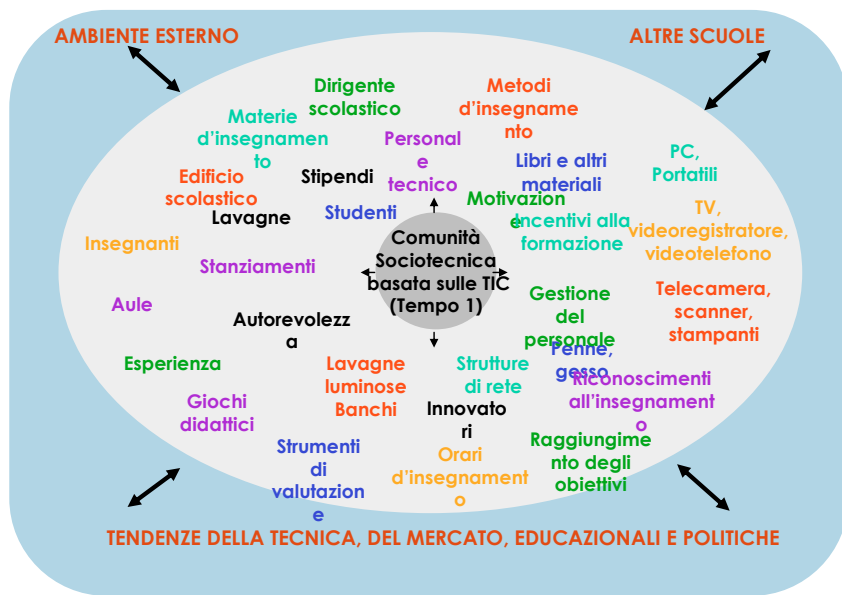 AMBIENTE ESTERNO
ALTRE SCUOLE
Dirigente
scolastico
Metodi
d'insegname
nto
Materie
d'insegnamen
to
Personal
e
tecnico
PC,
Portatili
Libri e altri
materiali
Edificio
scolastico
Stipendi
Motivazion
e
Lavagne
Studenti
Incentivi alla
formazione
TV,
videoregistratore,
videotelefono
Insegnanti
Comunità
Sociotecnica
basata sulle TIC
(Tempo 1)
Stanziamenti
Telecamera,
scanner,
stampanti
Aule
Gestione
del
personale
Autorevolezz
a
Penne,
gesso
Esperienza
Lavagne
luminose
Banchi
Strutture
di rete
Riconoscimenti
all'insegnament
o
Giochi
didattici
Innovato
ri
Strumenti
di
valutazion
e
Orari
d'insegnament
o
Raggiungime
nto degli
obiettivi
TENDENZE DELLA TECNICA, DEL MERCATO, EDUCAZIONALI E POLITICHE